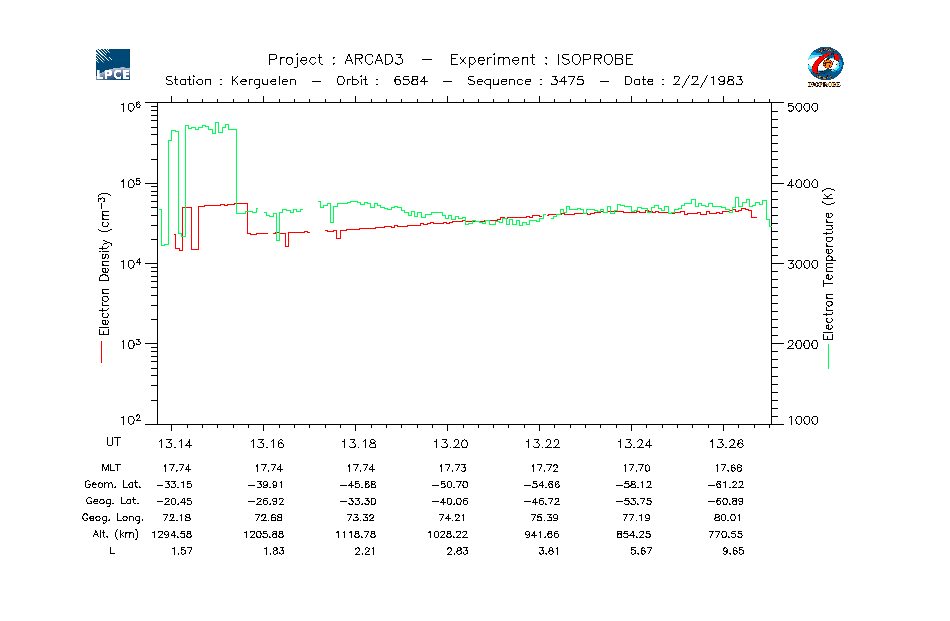 LPCE
Project : ARCAD3 − Experiment : ISOPROBE
Station : Kerguelen − Orbit : 6584 − Sequence : 3475 − Date : 2/2/1983
ISOPROBE
10⁶ 5000
10⁵ 4000
10⁴ 3000
10³ 2000
10² 1000
Electron Density (cm⁻³)
Electron Temperature (K)
UT 13.14 13.16 13.18 13.20 13.22 13.24 13.26
MLT 17.74 17.74 17.74 17.73 17.72 17.70 17.66
Geom. Lat. −33.15 −39.91 −45.68 −50.70 −54.66 −58.12 −61.22
Geog. Lat. −20.45 −26.92 −33.30 −40.06 −46.72 −53.75 −60.89
Geog. Long. 72.18 72.68 73.32 74.21 75.39 77.19 80.01
Alt. (km) 1294.58 1205.88 1118.78 1028.22 941.66 854.25 770.55
L 1.57 1.83 2.21 2.83 3.81 5.67 9.65